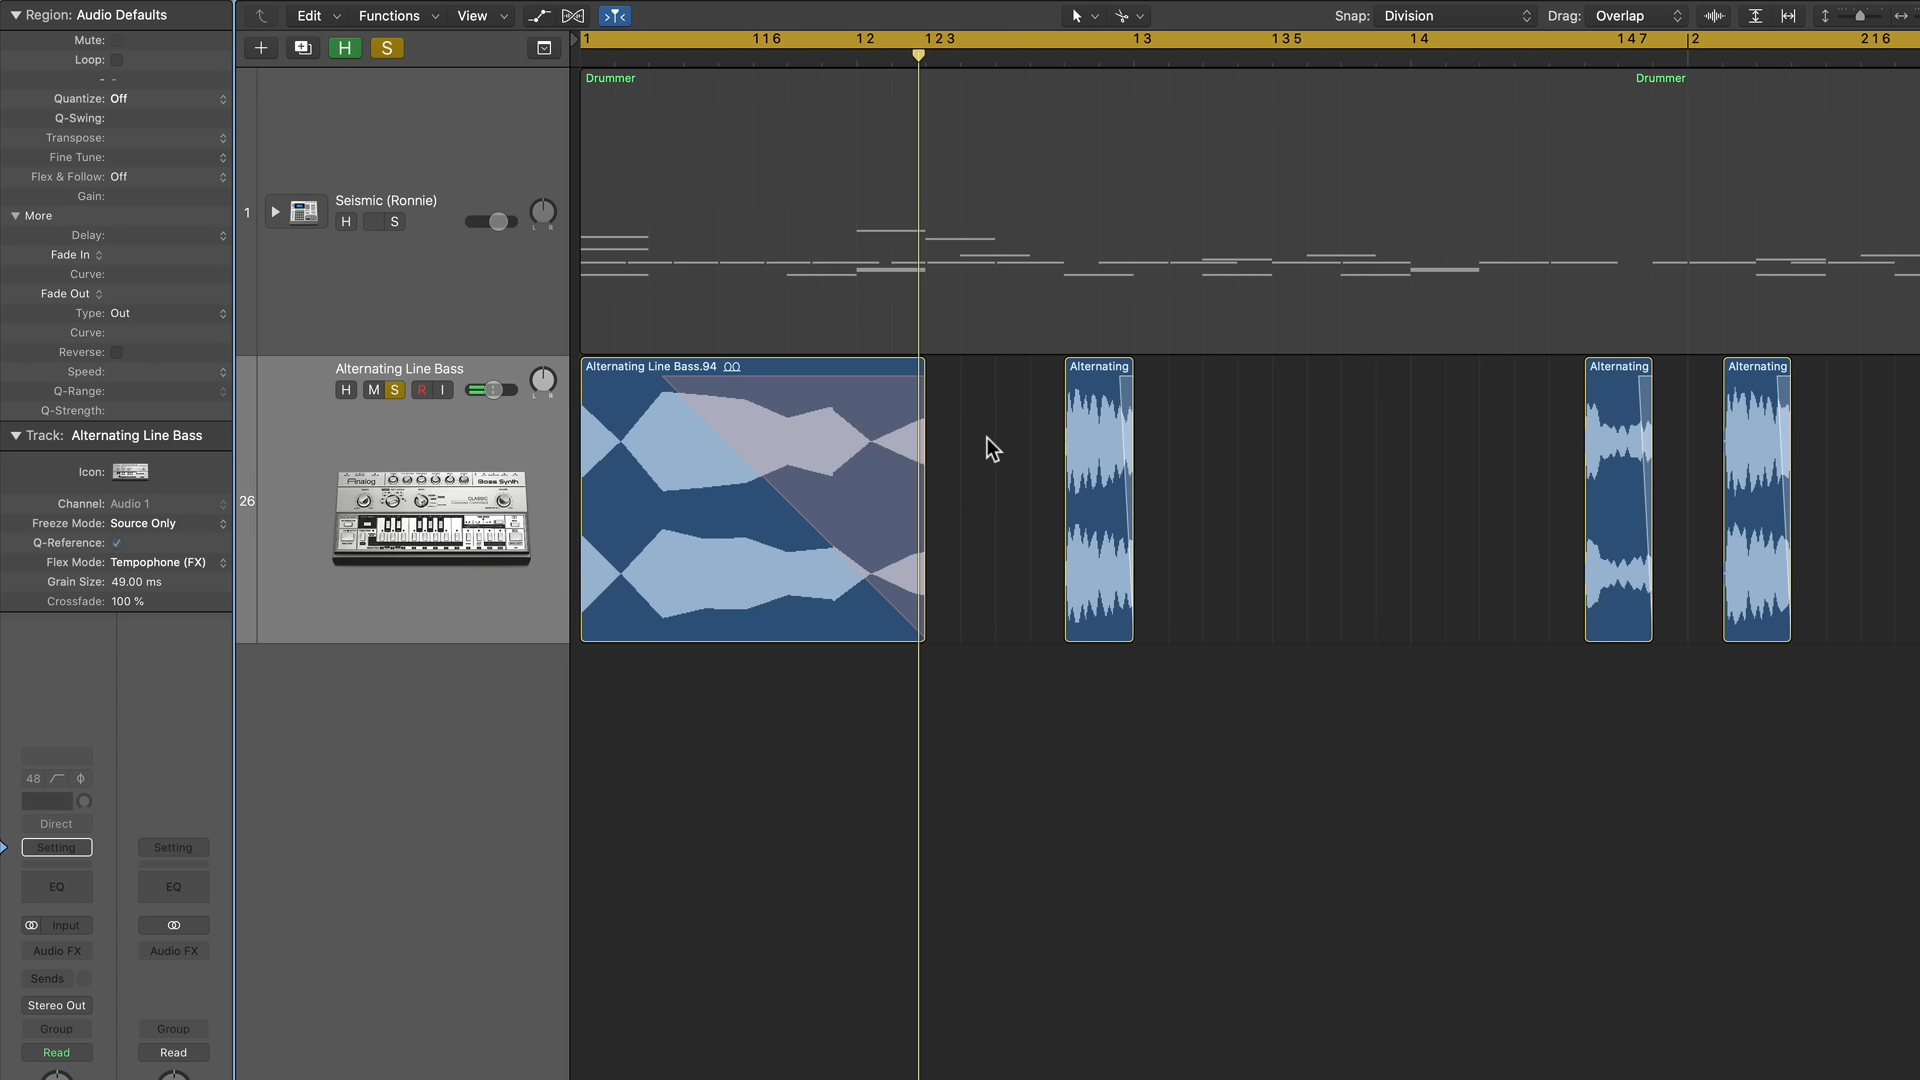 Region: Audio Defaults
Mute:
Loop:
Quantize: Off
Q-Swing:
Transpose:
Fine Tune:
Flex & Follow: Off
Gain:
More
Delay:
Fade In
Curve:
Fade Out
Type: Out
Curve:
Reverse:
Speed:
Q-Range:
Q-Strength:
Track: Alternating Line Bass
Icon:
Channel: Audio 1
Freeze Mode: Source Only
Q-Reference:
Flex Mode: Tempophone (FX)
Grain Size: 49.00 ms
Crossfade: 100 %
48
Direct
Setting Setting
EQ EQ
Input
Audio FX Audio FX
Sends
Stereo Out
Group Group
Read Read
Edit Functions View
Snap: Division Drag: Overlap
H S
1 1 1 6 1 2 1 2 3 1 3 1 3 5 1 4 1 4 7 2 2 1 6
Drummer Drummer
1 Seismic (Ronnie)
H S
L R
Alternating Line Bass
H M S R I
L R
26
Analog Bass Synth
CLASSIC
Alternating Line Bass.94
Alternating
Alternating
Alternating